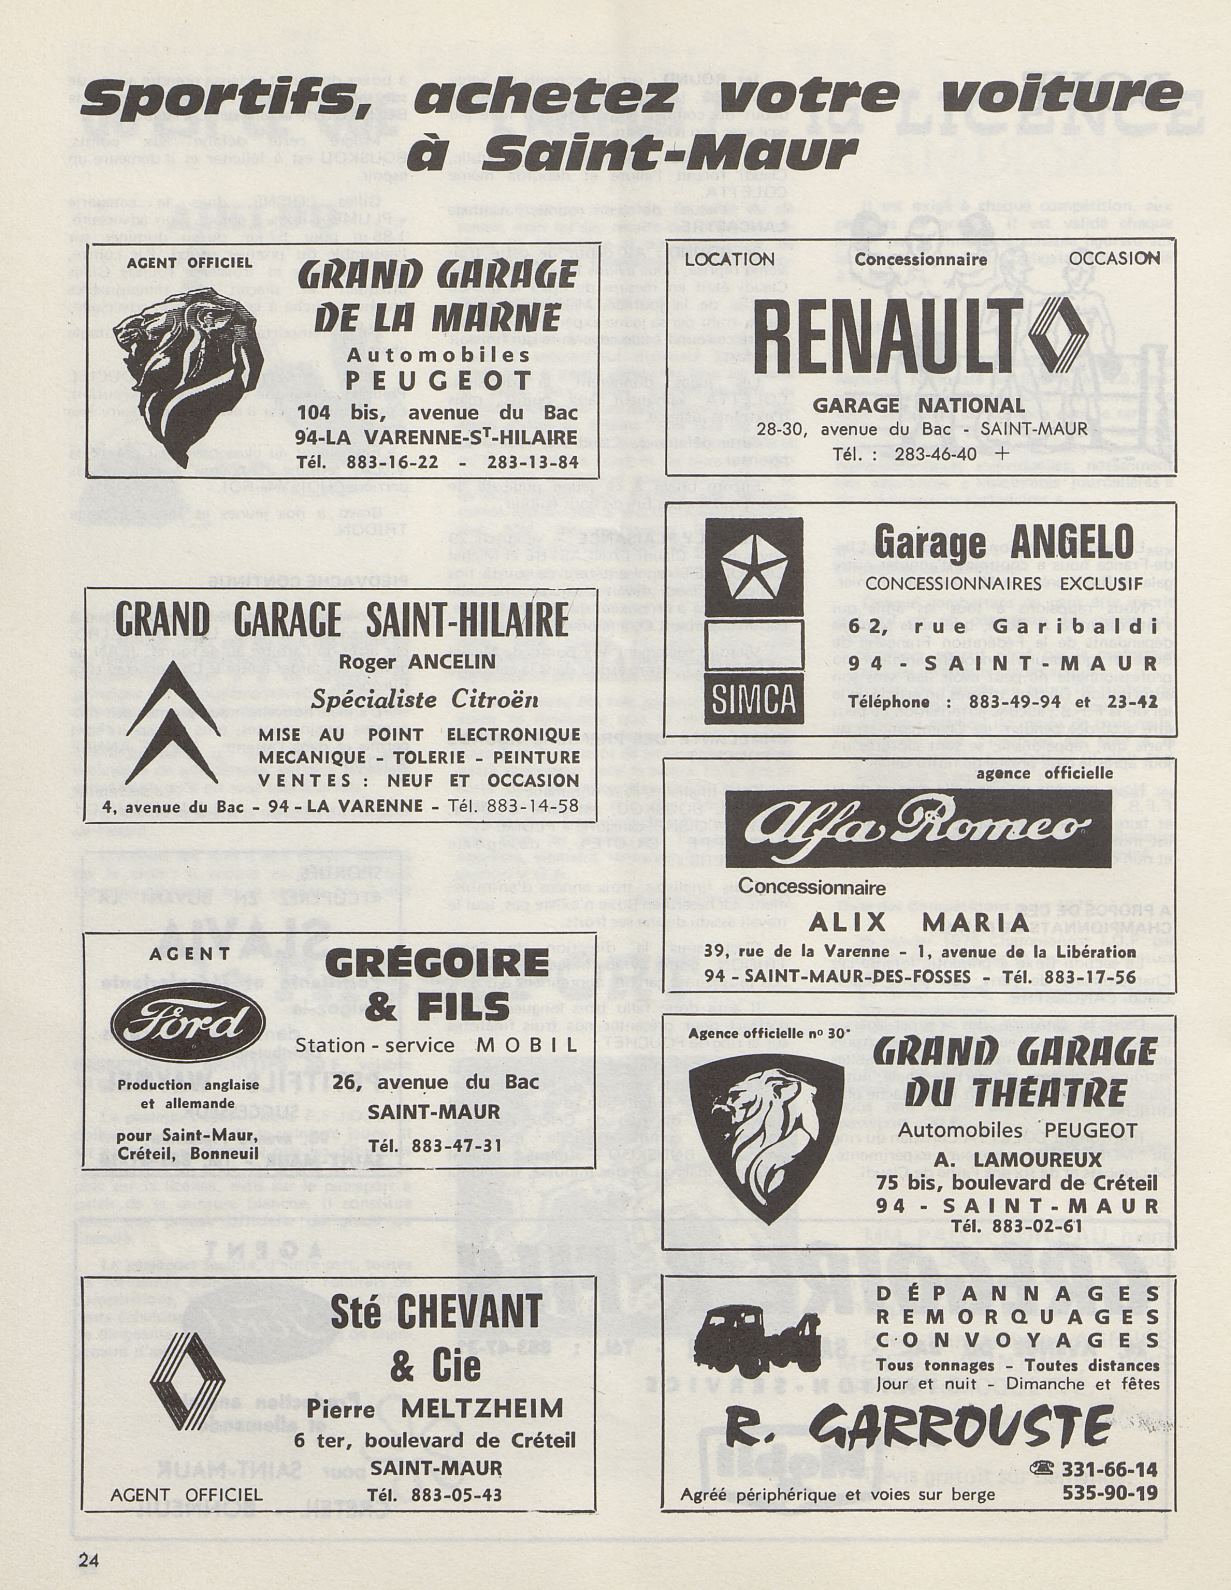 Sportifs, achetez votre voiture
à Saint-Maur
AGENT OFFICIEL
GRAND GARAGE
DE LA MARNE
Automobiles
PEUGEOT
104 bis, avenue du Bac
94-LA VARENNE-Sᵀ-HILAIRE
Tél. 883-16-22 - 283-13-84
LOCATION Concessionnaire OCCASION
RENAULT
GARAGE NATIONAL
28-30, avenue du Bac - SAINT-MAUR
Tél. : 283-46-40 +
GRAND GARAGE SAINT-HILAIRE
Roger ANCELIN
Spécialiste Citroën
MISE AU POINT ELECTRONIQUE
MECANIQUE - TOLERIE - PEINTURE
VENTES : NEUF ET OCCASION
4, avenue du Bac - 94 - LA VARENNE - Tél. 883-14-58
SIMCA
Garage ANGELO
CONCESSIONNAIRES EXCLUSIF
62, rue Garibaldi
94 - SAINT-MAUR
Téléphone : 883-49-94 et 23-42
agence officielle
Alfa Romeo
Concessionnaire
ALIX MARIA
39, rue de la Varenne - 1, avenue de la Libération
94 - SAINT-MAUR-DES-FOSSES - Tél. 883-17-56
AGENT
Ford
Production anglaise
et allemande
pour Saint-Maur,
Créteil, Bonneuil
GRÉGOIRE
& FILS
Station - service MOBIL
26, avenue du Bac
SAINT-MAUR
Tél. 883-47-31
Agence officielle nº 30
GRAND GARAGE
DU THÉATRE
Automobiles PEUGEOT
A. LAMOUREUX
75 bis, boulevard de Créteil
94 - SAINT-MAUR
Tél. 883-02-61
Sté CHEVANT
& Cie
Pierre MELTZHEIM
6 ter, boulevard de Créteil
SAINT-MAUR
AGENT OFFICIEL Tél. 883-05-43
DÉPANNAGES
REMORQUAGES
CONVOYAGES
Tous tonnages - Toutes distances
Jour et nuit - Dimanche et fêtes
R. GARROUSTE
☎ 331-66-14
Agréé périphérique et voies sur berge 535-90-19
24